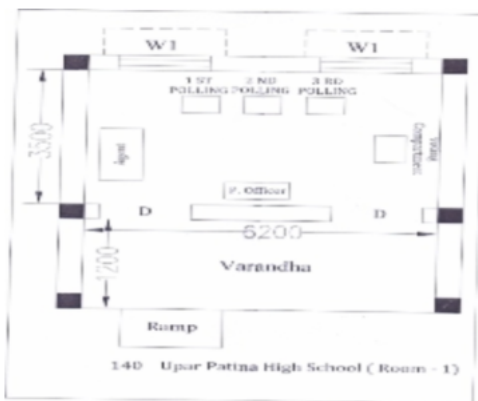 W1 W1
1 ST 2 ND 3 RD
POLLING POLLING POLLING
3500
Agent
Voting Compartment
P. Officer
D D
5200
1200
Varandha
Ramp
140 Upar Patina High School ( Room - 1)